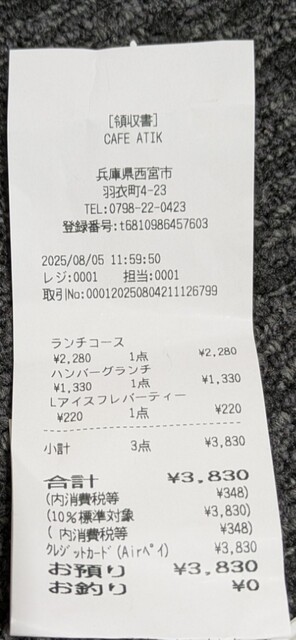 [領収書]
CAFE ATIK
兵庫県西宮市
羽衣町4-23
TEL:0798-22-0423
登録番号:t6810986457603
2025/08/05 11:59:50
レジ:0001 担当:0001
取引No:000120250804211126799
ランチコース
¥2,280 1点 ¥2,280
ハンバーグランチ
¥1,330 1点 ¥1,330
Lアイスフレバーティー
¥220 1点 ¥220
小計 3点 ¥3,830
合計 ¥3,830
(内消費税等 ¥348)
(10%標準対象 ¥3,830)
( 内消費税等 ¥348)
クレジットカード(Airペイ) ¥3,830
お預り ¥3,830
お釣り ¥0